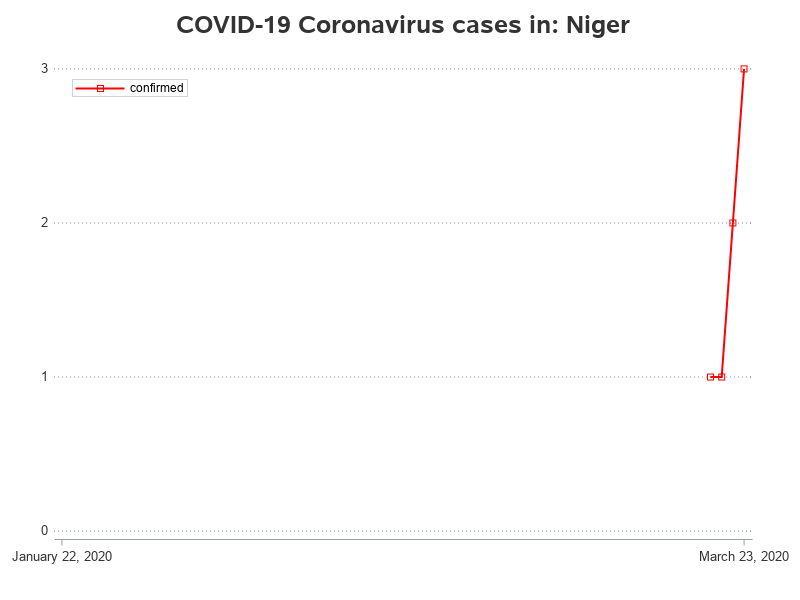 COVID-19 Coronavirus cases in: Niger
3
confirmed
2
1
0
January 22, 2020
March 23, 2020